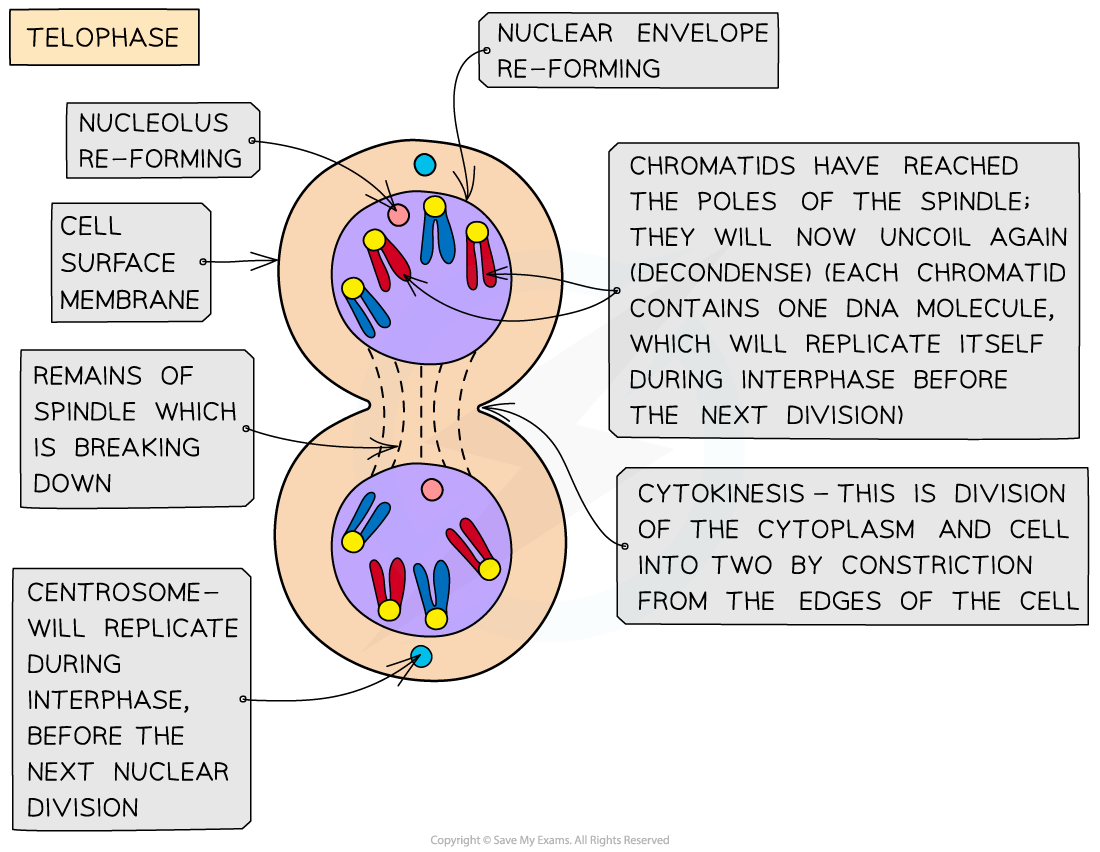 TELOPHASE
NUCLEAR ENVELOPE
RE-FORMING
NUCLEOLUS
RE-FORMING
CELL
SURFACE
MEMBRANE
CHROMATIDS HAVE REACHED
THE POLES OF THE SPINDLE;
THEY WILL NOW UNCOIL AGAIN
(DECONDENSE) (EACH CHROMATID
CONTAINS ONE DNA MOLECULE,
WHICH WILL REPLICATE ITSELF
DURING INTERPHASE BEFORE
THE NEXT DIVISION)
REMAINS OF
SPINDLE WHICH
IS BREAKING
DOWN
CYTOKINESIS – THIS IS DIVISION
OF THE CYTOPLASM AND CELL
INTO TWO BY CONSTRICTION
FROM THE EDGES OF THE CELL
CENTROSOME–
WILL REPLICATE
DURING
INTERPHASE,
BEFORE THE
NEXT NUCLEAR
DIVISION
Copyright © Save My Exams. All Rights Reserved